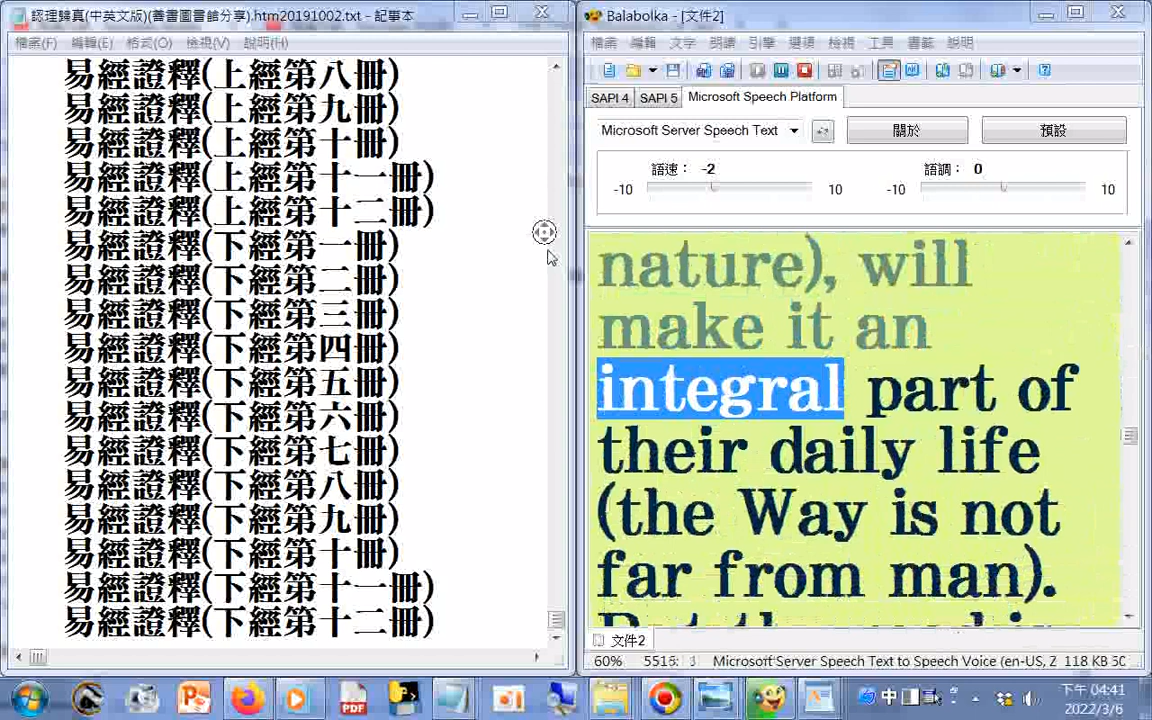 認理歸真(中英文版)(善書圖書館分享).htm20191002.txt - 記事本
檔案(F) 編輯(E) 格式(O) 檢視(V) 說明(H)
易經證釋(上經第八冊)
易經證釋(上經第九冊)
易經證釋(上經第十冊)
易經證釋(上經第十一冊)
易經證釋(上經第十二冊)
易經證釋(下經第一冊)
易經證釋(下經第二冊)
易經證釋(下經第三冊)
易經證釋(下經第四冊)
易經證釋(下經第五冊)
易經證釋(下經第六冊)
易經證釋(下經第七冊)
易經證釋(下經第八冊)
易經證釋(下經第九冊)
易經證釋(下經第十冊)
易經證釋(下經第十一冊)
易經證釋(下經第十二冊)
Balabolka - [文件2]
檔案 編輯 文字 朗讀 引擎 選項 檢視 工具 書籤 說明
SAPI 4 SAPI 5 Microsoft Speech Platform
Microsoft Server Speech Text 關於 預設
語速： -2 語調： 0
-10 10 -10 10
nature), will
make it an
integral part of
their daily life
(the Way is not
far from man).
文件2
60% 5515: Microsoft Server Speech Text to Speech Voice (en-US, Z 118 KB
PDF 中 下午 04:41
2022/3/6